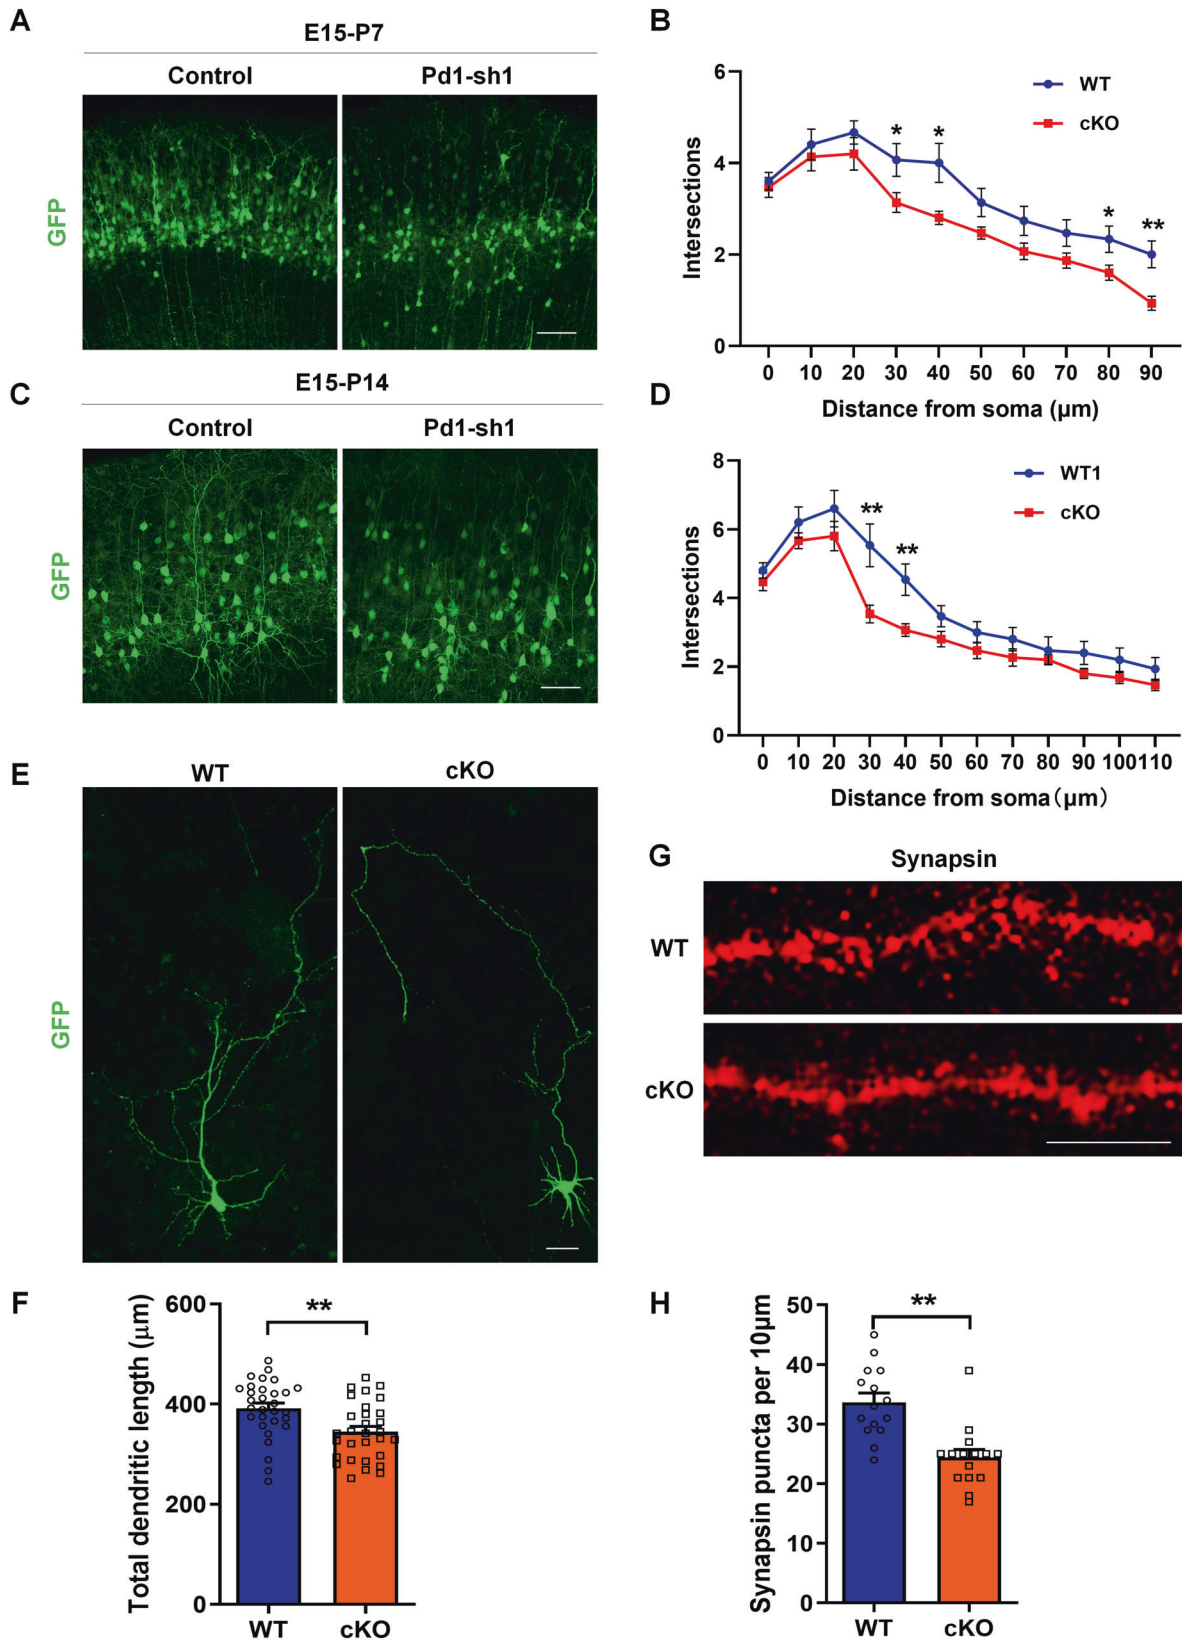 A
E15-P7
Control Pd1-sh1
GFP
B
6
4
2
0
Intersections
WT
cKO
* * * **
0 10 20 30 40 50 60 70 80 90
Distance from soma (μm)
C
E15-P14
Control Pd1-sh1
GFP
D
8
6
4
2
0
Intersections
WT1
cKO
** **
0 10 20 30 40 50 60 70 80 90 100110
Distance from soma(μm)
E
WT cKO
GFP
G
Synapsin
WT
cKO
F
Total dendritic length (μm)
600
400
200
0
**
WT cKO
H
Synapsin puncta per 10μm
50
40
30
20
10
0
**
WT cKO